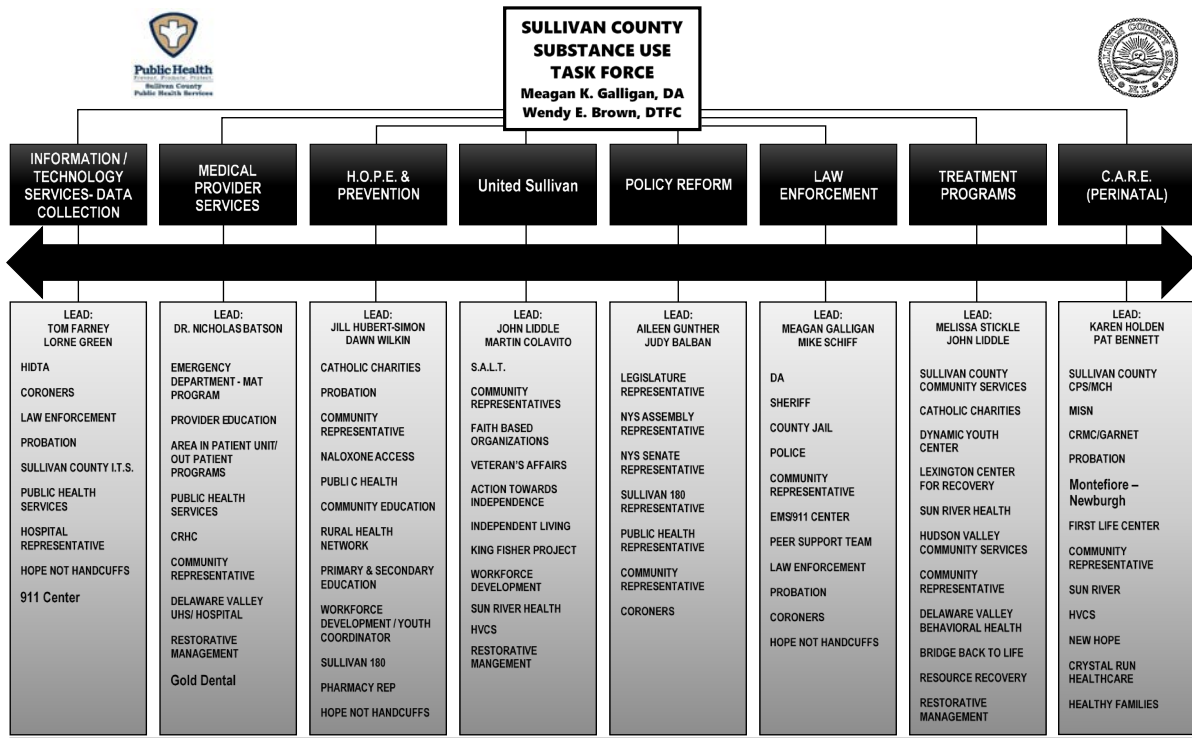 SULLIVAN COUNTY
SUBSTANCE USE
TASK FORCE
Meagan K. Galligan, DA
Wendy E. Brown, DTFC
Public Health
Prevent. Promote. Protect.
Sullivan County
Public Health Services
SULLIVAN COUNTY SEAL
N.Y.
INFORMATION /
TECHNOLOGY
SERVICES- DATA
COLLECTION
MEDICAL
PROVIDER
SERVICES
H.O.P.E. &
PREVENTION
United Sullivan
POLICY REFORM
LAW
ENFORCEMENT
TREATMENT
PROGRAMS
C.A.R.E.
(PERINATAL)
LEAD:
TOM FARNEY
LORNE GREEN
HIDTA
CORONERS
LAW ENFORCEMENT
PROBATION
SULLIVAN COUNTY I.T.S.
PUBLIC HEALTH
SERVICES
HOSPITAL
REPRESENTATIVE
HOPE NOT HANDCUFFS
911 Center
LEAD:
DR. NICHOLAS BATSON
EMERGENCY
DEPARTMENT - MAT
PROGRAM
PROVIDER EDUCATION
AREA IN PATIENT UNIT/
OUT PATIENT
PROGRAMS
PUBLIC HEALTH
SERVICES
CRHC
COMMUNITY
REPRESENTATIVE
DELAWARE VALLEY
UHS/ HOSPITAL
RESTORATIVE
MANAGEMENT
Gold Dental
LEAD:
JILL HUBERT-SIMON
DAWN WILKIN
CATHOLIC CHARITIES
PROBATION
COMMUNITY
REPRESENTATIVE
NALOXONE ACCESS
PUBLI C HEALTH
COMMUNITY EDUCATION
RURAL HEALTH
NETWORK
PRIMARY & SECONDARY
EDUCATION
WORKFORCE
DEVELOPMENT / YOUTH
COORDINATOR
SULLIVAN 180
PHARMACY REP
HOPE NOT HANDCUFFS
LEAD:
JOHN LIDDLE
MARTIN COLAVITO
S.A.L.T.
COMMUNITY
REPRESENTATIVES
FAITH BASED
ORGANIZATIONS
VETERAN'S AFFAIRS
ACTION TOWARDS
INDEPENDENCE
INDEPENDENT LIVING
KING FISHER PROJECT
WORKFORCE
DEVELOPMENT
SUN RIVER HEALTH
HVCS
RESTORATIVE
MANGEMENT
LEAD:
AILEEN GUNTHER
JUDY BALBAN
LEGISLATURE
REPRESENTATIVE
NYS ASSEMBLY
REPRESENTATIVE
NYS SENATE
REPRESENTATIVE
SULLIVAN 180
REPRESENTATIVE
PUBLIC HEALTH
REPRESENTATIVE
COMMUNITY
REPRESENTATIVE
CORONERS
LEAD:
MEAGAN GALLIGAN
MIKE SCHIFF
DA
SHERIFF
COUNTY JAIL
POLICE
COMMUNITY
REPRESENTATIVE
EMS/911 CENTER
PEER SUPPORT TEAM
LAW ENFORCEMENT
PROBATION
CORONERS
HOPE NOT HANDCUFFS
LEAD:
MELISSA STICKLE
JOHN LIDDLE
SULLIVAN COUNTY
COMMUNITY SERVICES
CATHOLIC CHARITIES
DYNAMIC YOUTH
CENTER
LEXINGTON CENTER
FOR RECOVERY
SUN RIVER HEALTH
HUDSON VALLEY
COMMUNITY SERVICES
COMMUNITY
REPRESENTATIVE
DELAWARE VALLEY
BEHAVIORAL HEALTH
BRIDGE BACK TO LIFE
RESOURCE RECOVERY
RESTORATIVE
MANAGEMENT
LEAD:
KAREN HOLDEN
PAT BENNETT
SULLIVAN COUNTY
CPS/MCH
MISN
CRMC/GARNET
PROBATION
Montefiore –
Newburgh
FIRST LIFE CENTER
COMMUNITY
REPRESENTATIVE
SUN RIVER
HVCS
NEW HOPE
CRYSTAL RUN
HEALTHCARE
HEALTHY FAMILIES